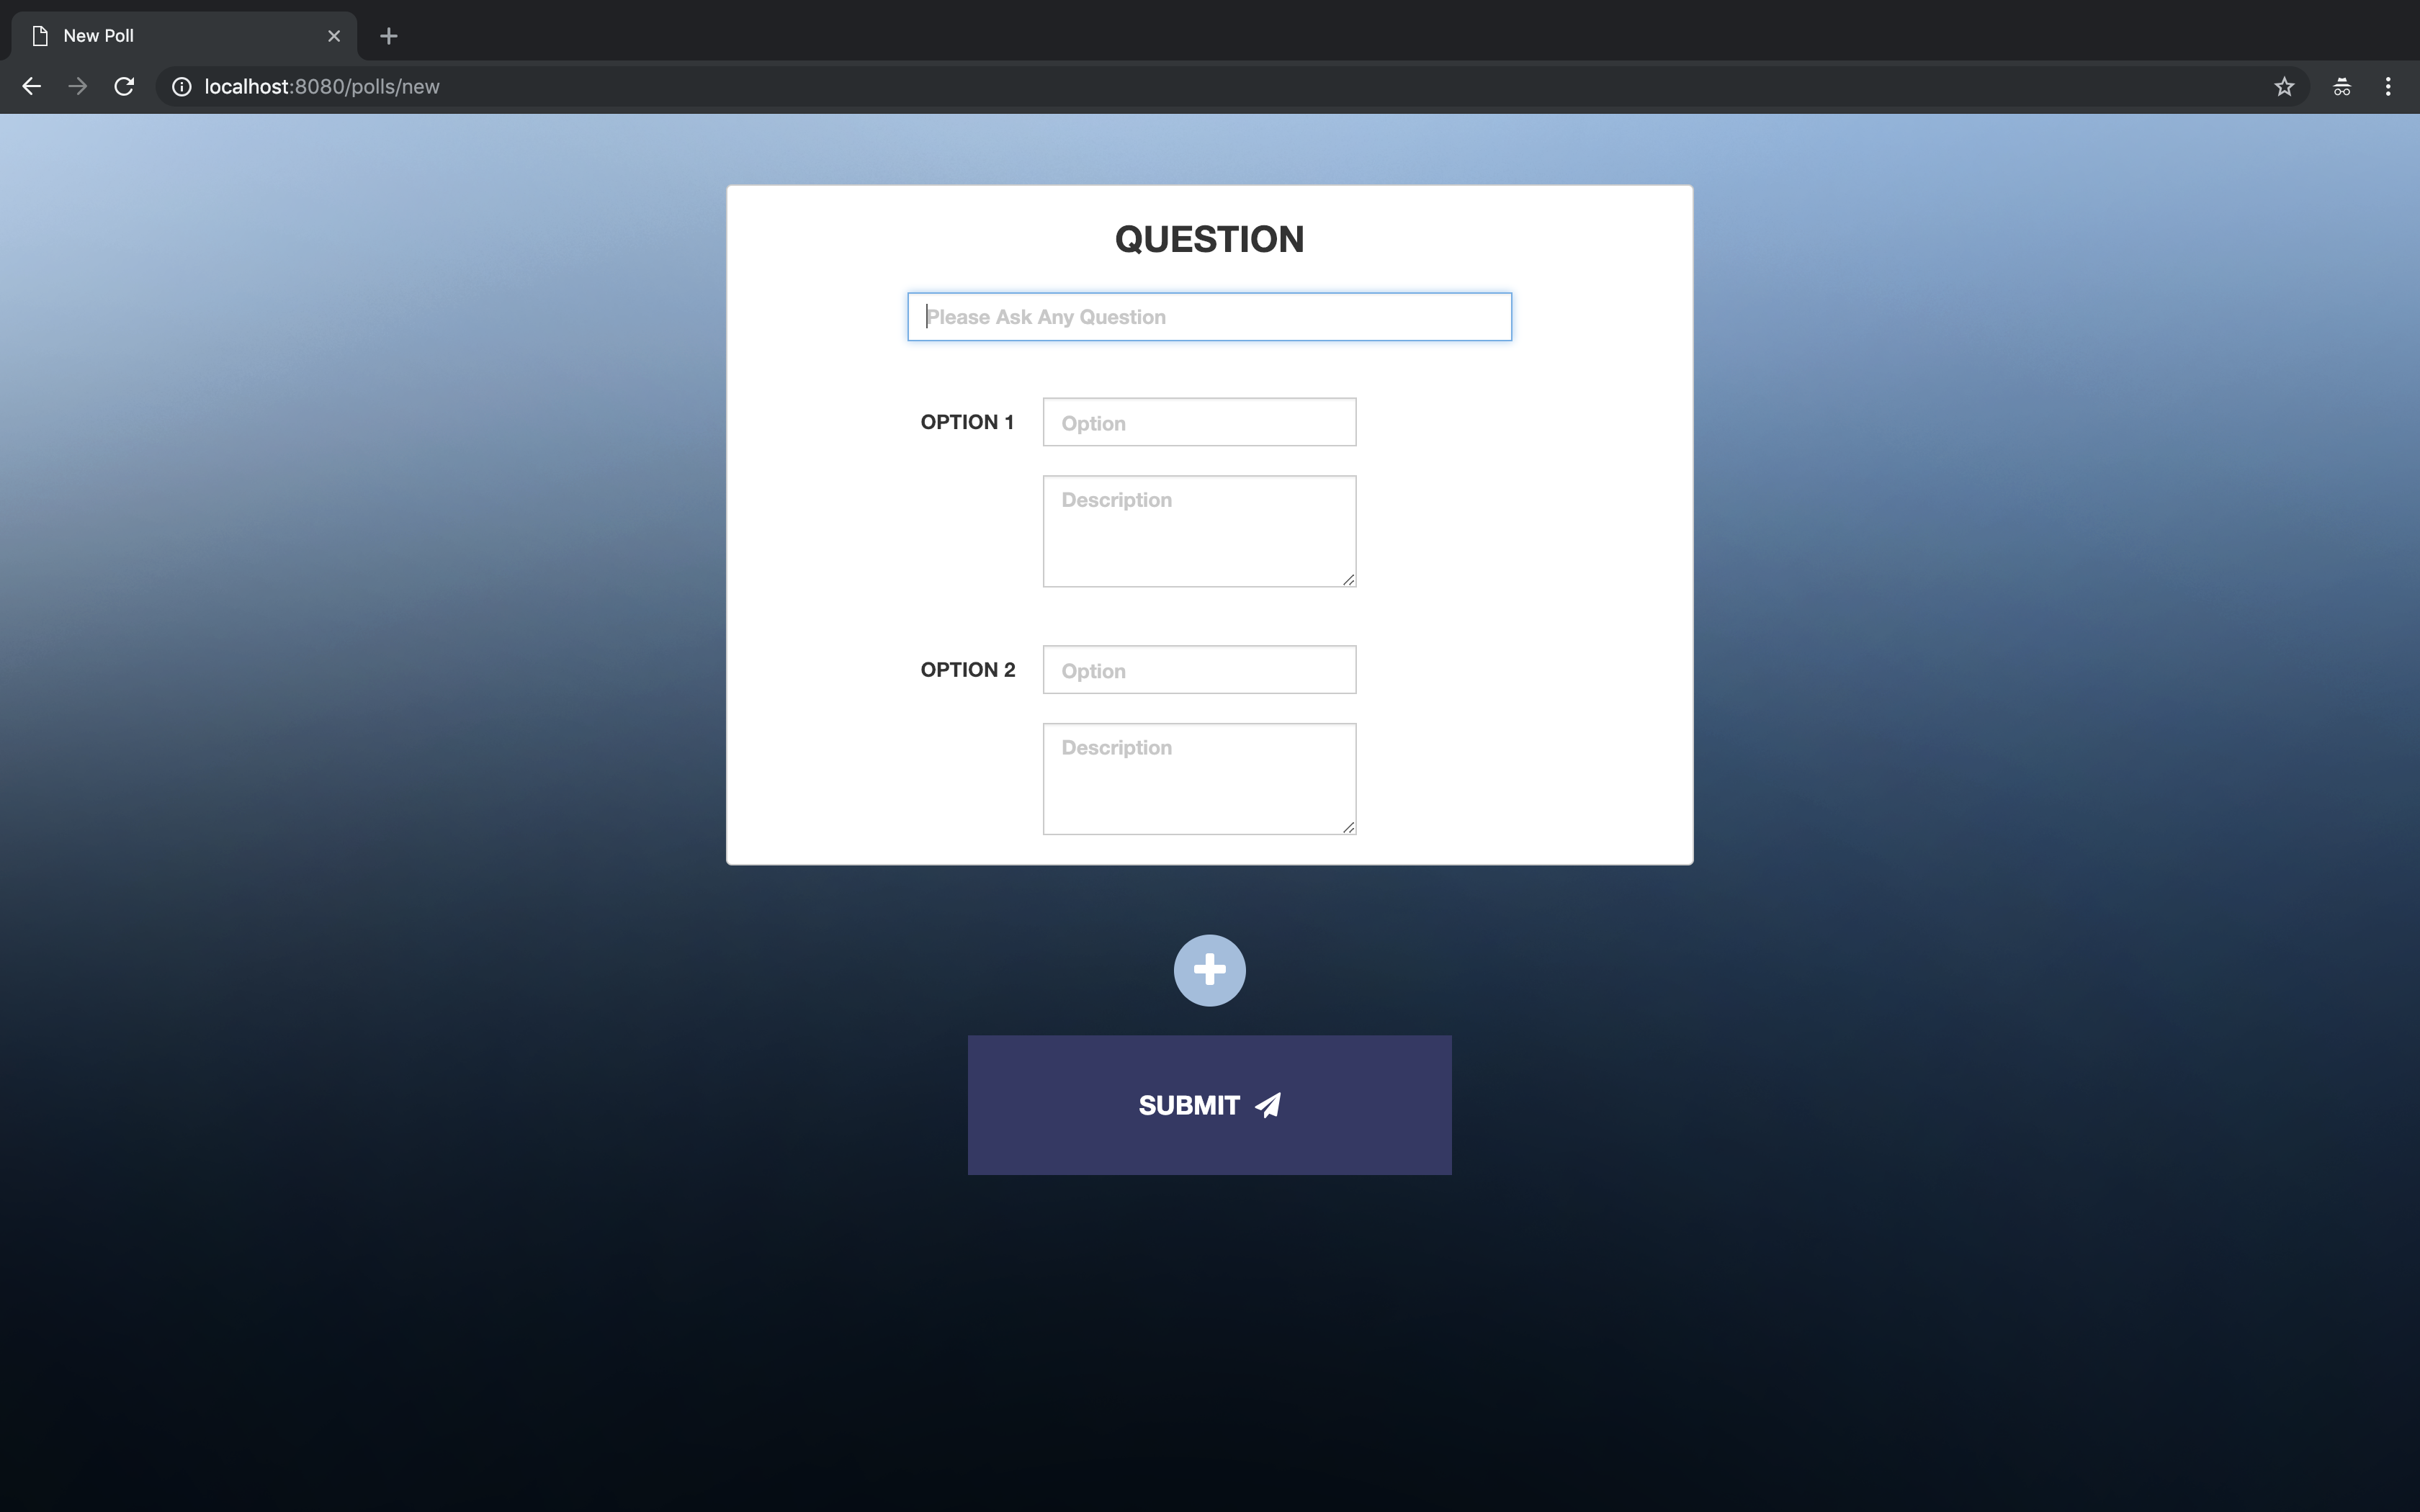 New Poll
localhost:8080/polls/new
QUESTION
Please Ask Any Question
OPTION 1
Option
Description
OPTION 2
Option
Description
SUBMIT